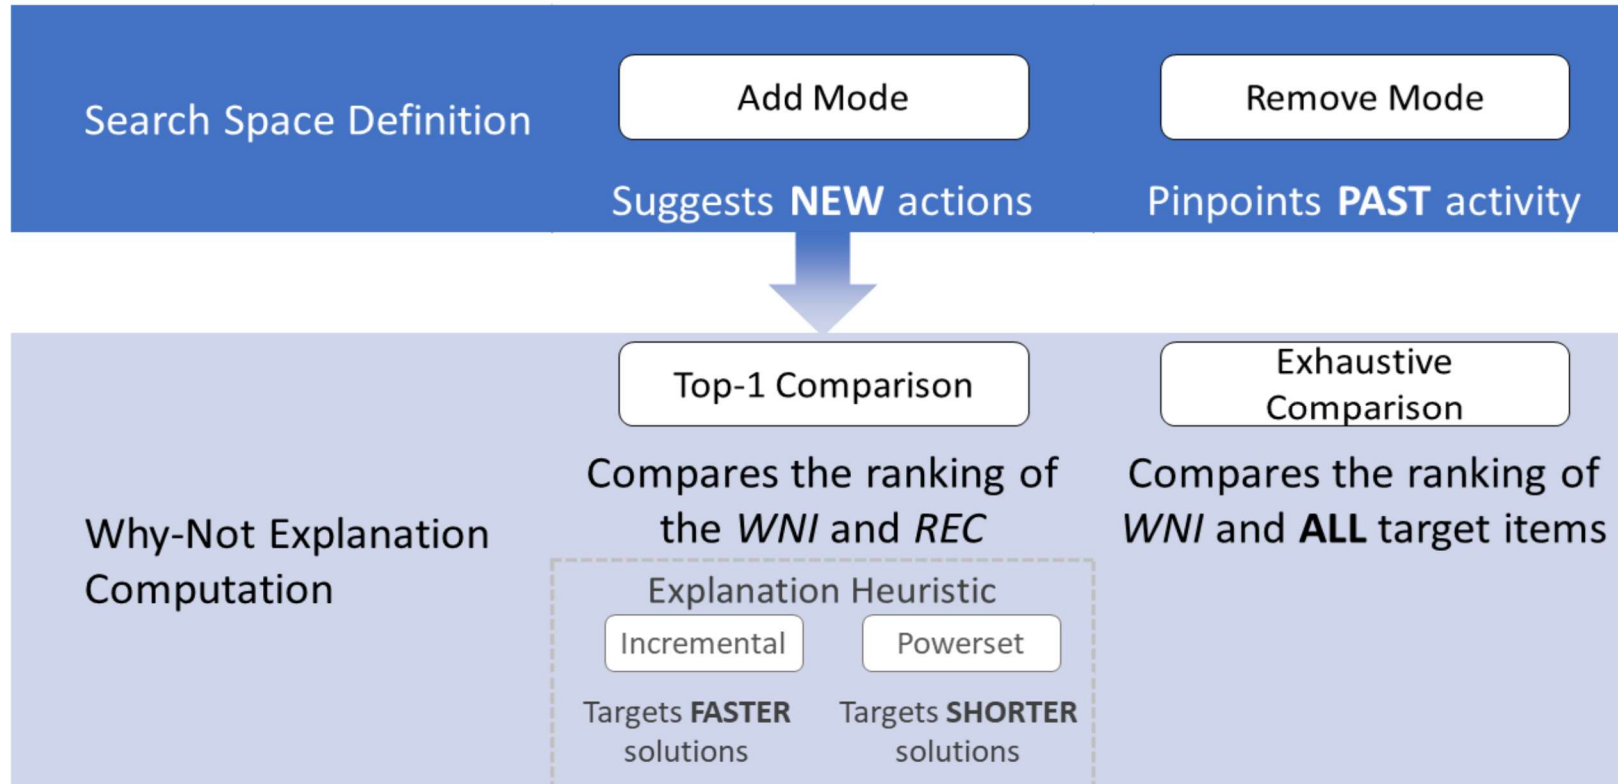 Search Space Definition
Add Mode
Suggests NEW actions
Remove Mode
Pinpoints PAST activity
Why-Not Explanation
Computation
Top-1 Comparison
Compares the ranking of
the WNI and REC
Explanation Heuristic
Incremental
Targets FASTER
solutions
Powerset
Targets SHORTER
solutions
Exhaustive
Comparison
Compares the ranking of
WNI and ALL target items